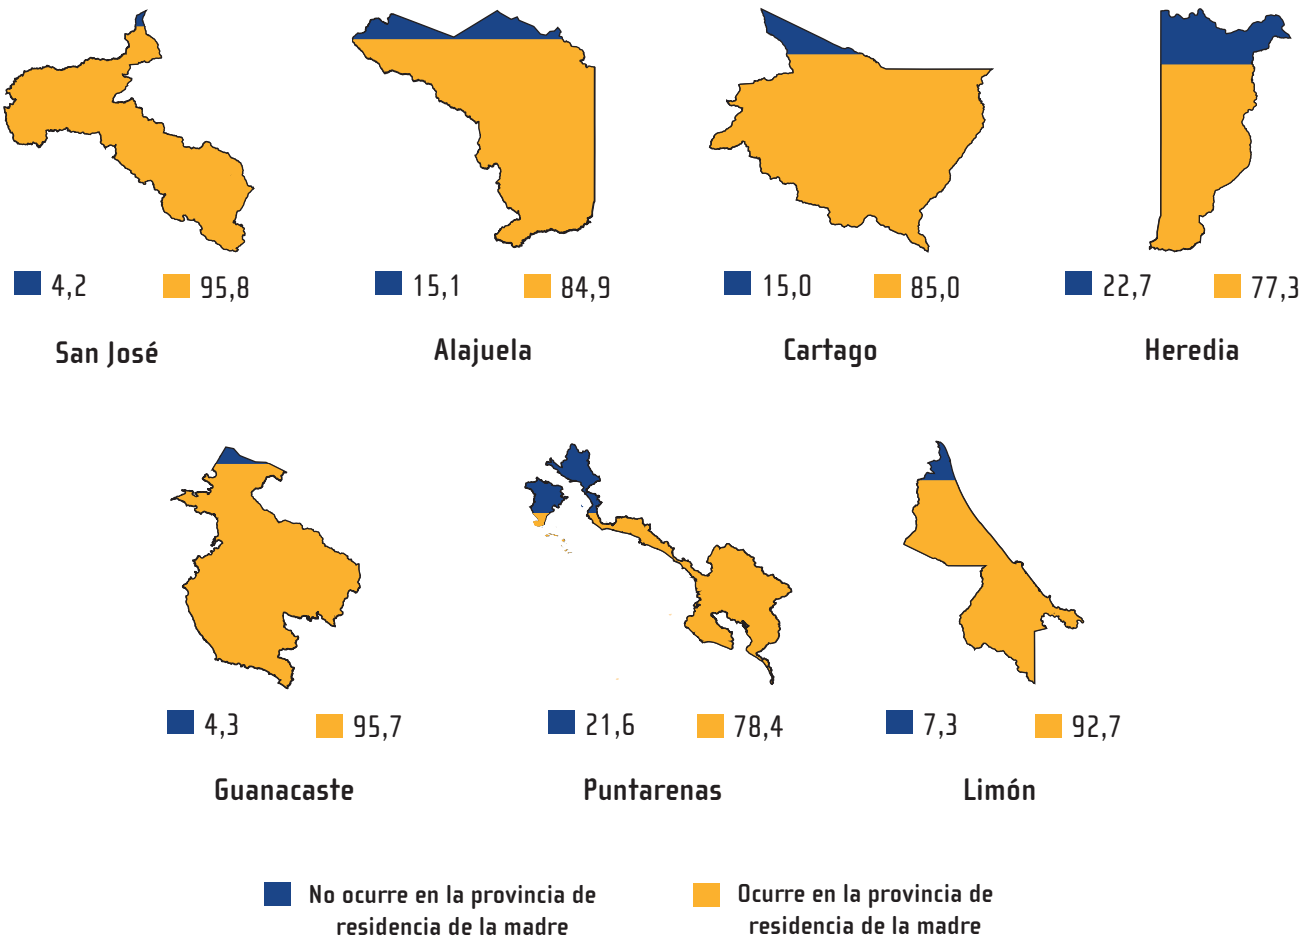 4,2 95,8 15,1 84,9 15,0 85,0 22,7 77,3
San José Alajuela Cartago Heredia
4,3 95,7 21,6 78,4 7,3 92,7
Guanacaste Puntarenas Limón
No ocurre en la provincia de
residencia de la madre
Ocurre en la provincia de
residencia de la madre